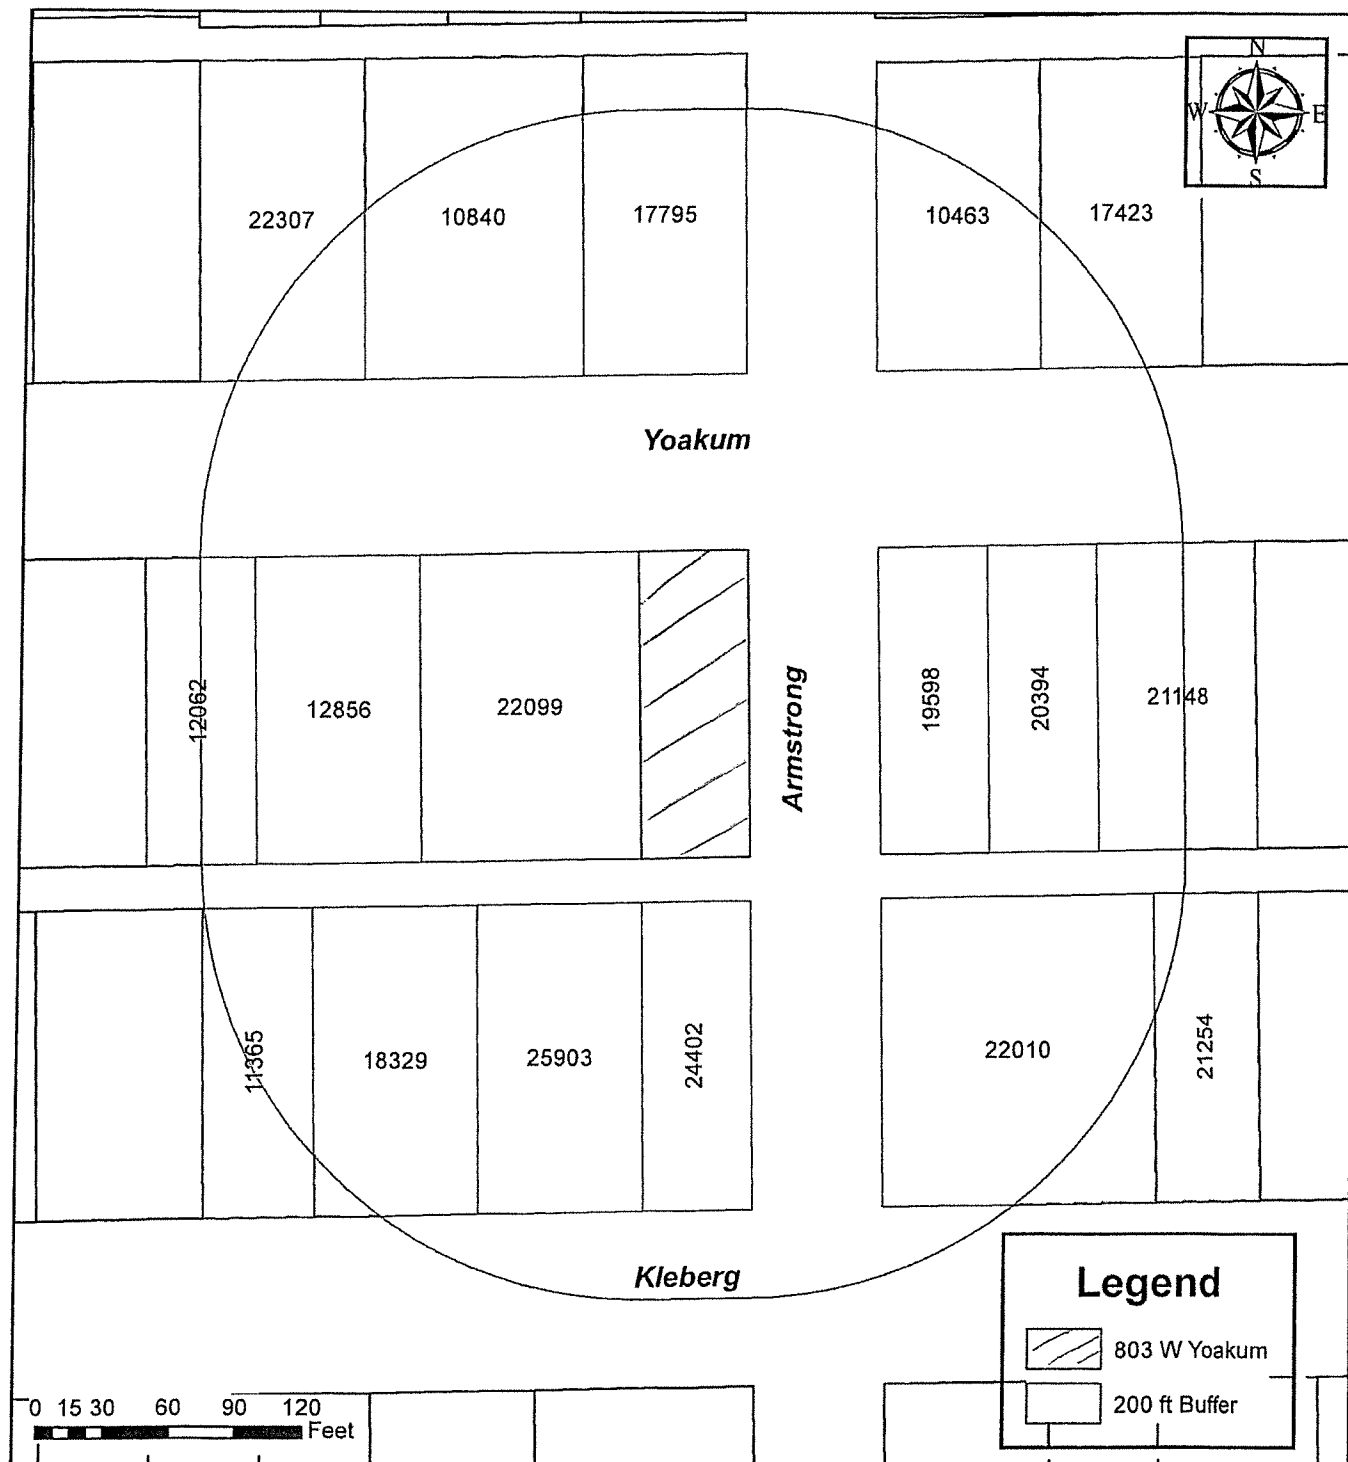 N
W E
S
22307 10840 17795 10463 17423
Yoakum
12062 12856 22099 Armstrong 19598 20394 21148
11365 18329 25903 24402 22010 21254
Kleberg
Legend
803 W Yoakum
200 ft Buffer
0 15 30 60 90 120
Feet